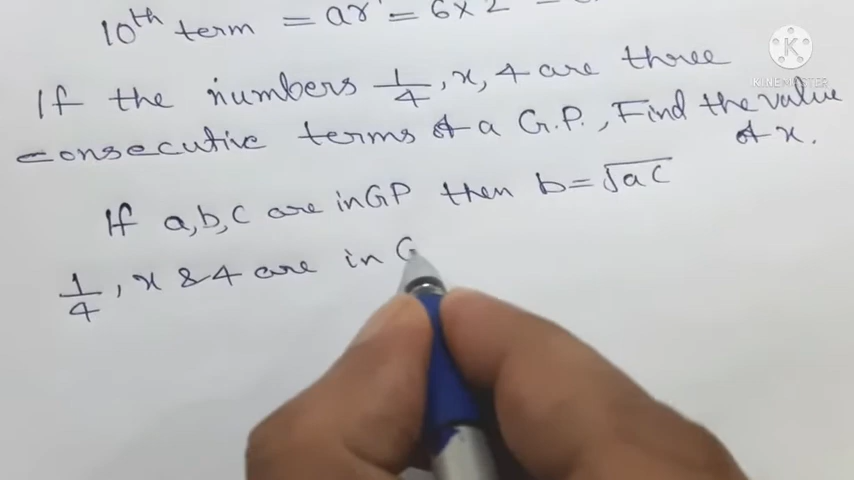 10th term = ar = 6 x 2
If the numbers 1/4, x, 4 are three
consecutive terms of a G.P., Find the value
of x.
If a, b, c are in GP then b = √ac
1/4, x & 4 are in G
KINEMASTER